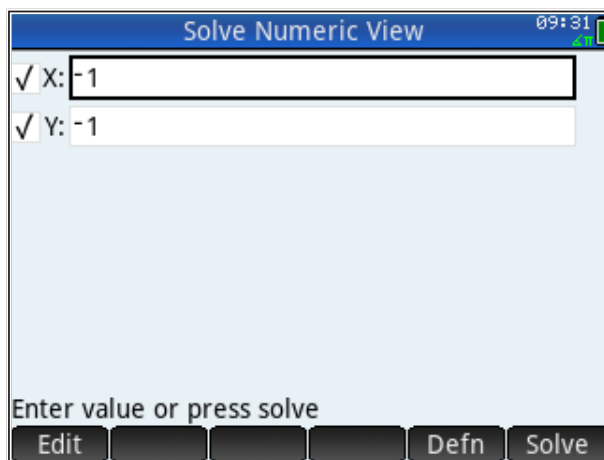 Solve Numeric View
09:31
∡π
√ X: -1
√ Y: -1
Enter value or press solve
Edit Defn Solve